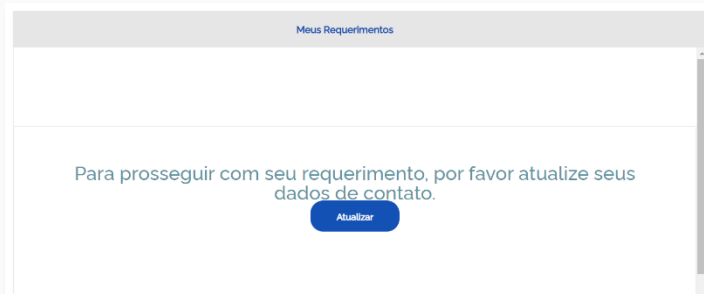 Meus Requerimentos
Para prosseguir com seu requerimento, por favor atualize seus
dados de contato.
Atualizar